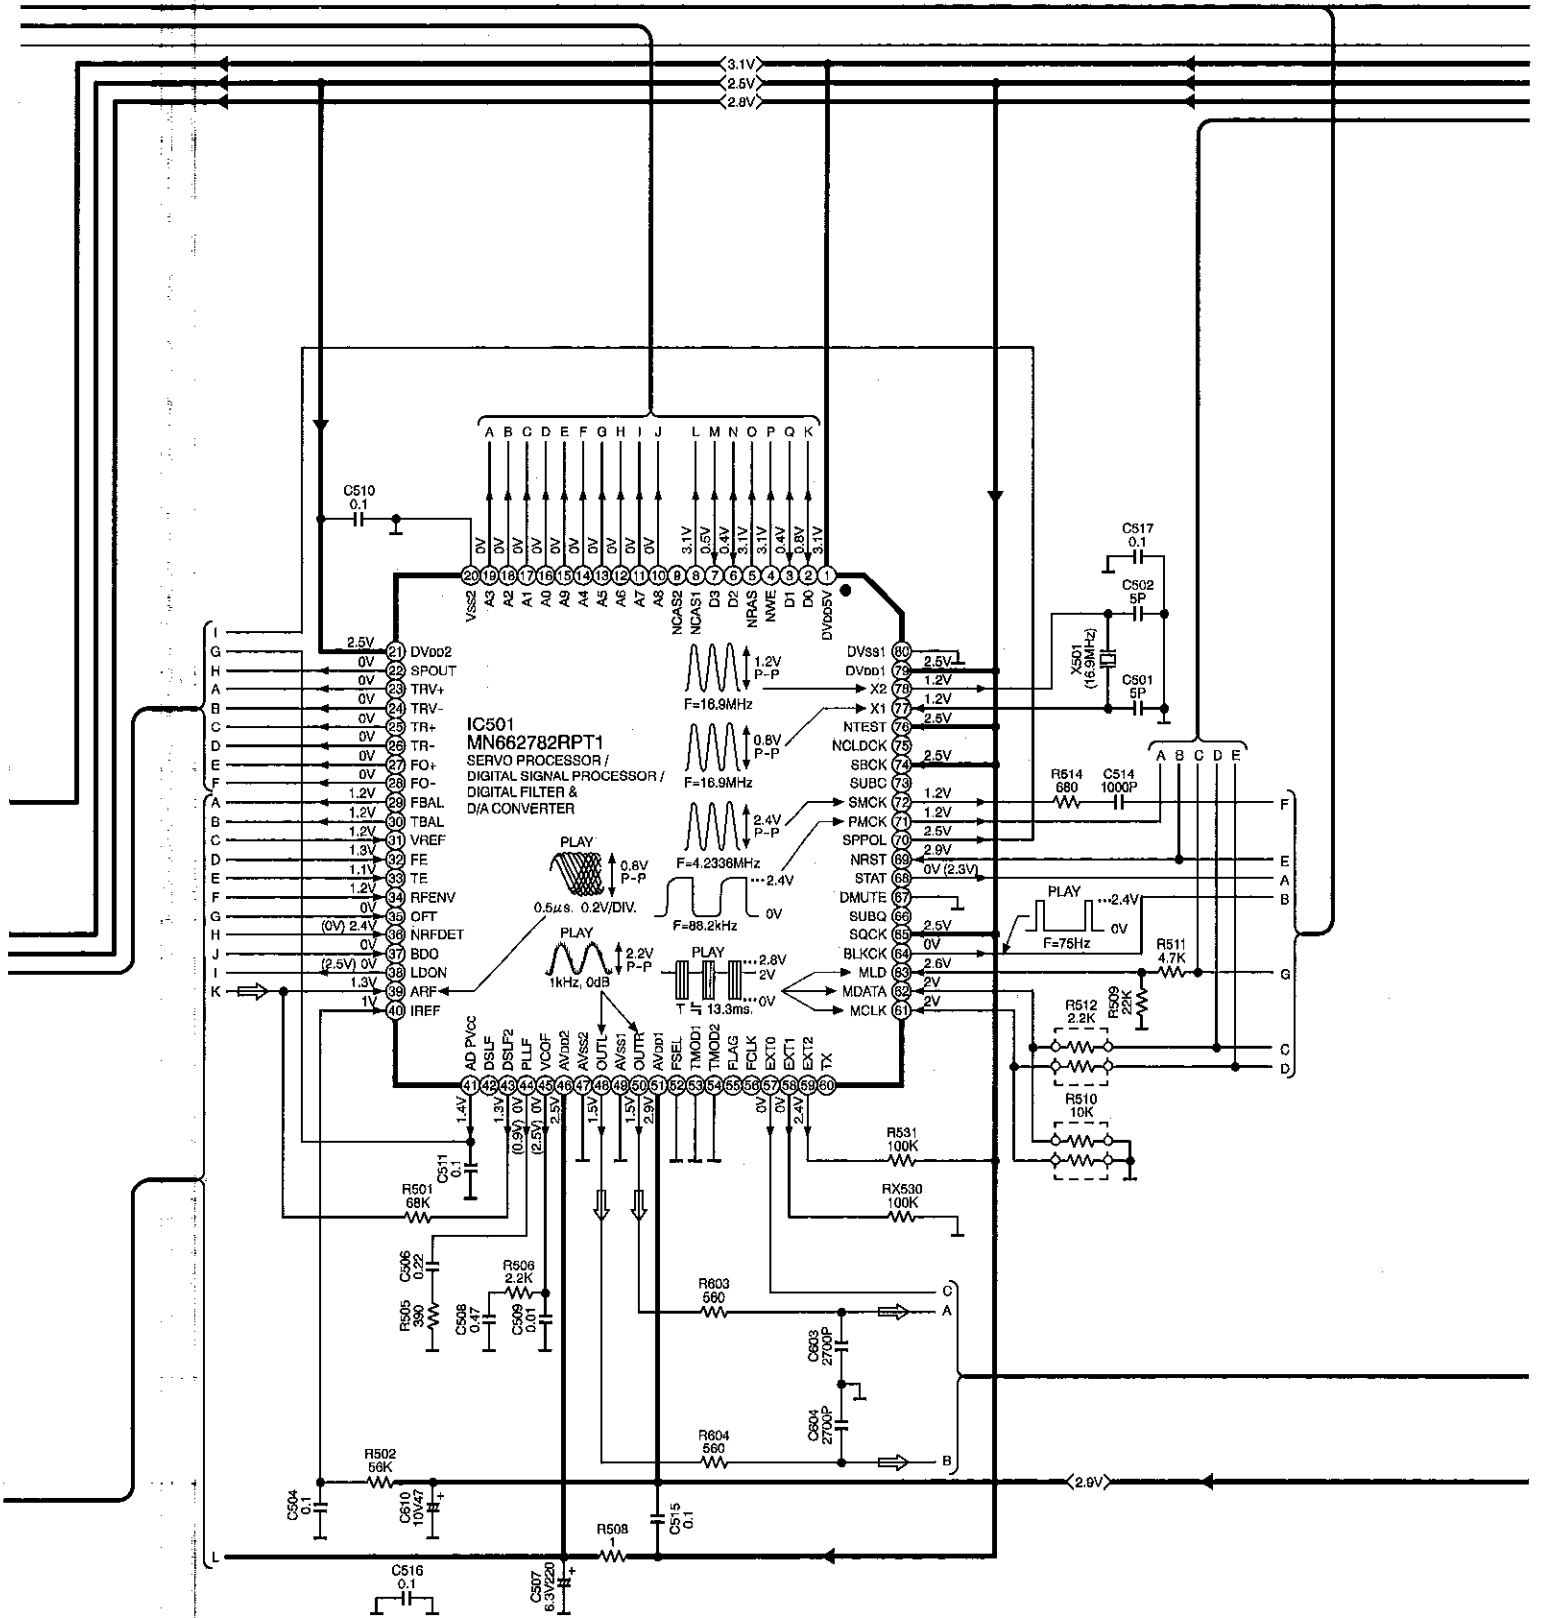 3.1V
2.5V
2.8V
A B C D E F G H I J L M N O P Q K
C510
0.1
0V 0V 0V 0V 0V 0V 0V 0V 0V 0V 3.1V 0.5V 0.4V 3.1V 3.1V 0.4V 0.8V 3.1V
20 19 18 17 16 15 14 13 12 11 10 9 8 7 6 5 4 3 2 1
VSS2 A3 A2 A1 A0 A9 A4 A5 A6 A7 A8 NCAS2 NCAS1 D3 D2 NRAS NWE D1 D0 DVDD5V
C517
0.1
C502
5P
X501
(16.9MHz)
C501
5P
I
G 2.5V 21 DVDD2
H 0V 22 SPOUT
A 0V 23 TRV+
B 0V 24 TRV-
C 0V 25 TR+
D 0V 26 TR-
E 0V 27 FO+
F 0V 28 FO-
A 1.2V 29 FBAL
B 1.2V 30 TBAL
C 1.2V 31 VREF
D 1.3V 32 FE
E 1.1V 33 TE
F 1.2V 34 RFENV
G 0V 35 OFT
H (0V) 2.4V 36 NRFDET
J 0V 37 BDO
I (2.5V) 0V 38 LDON
K 1.3V 39 ARF
1V 40 IREF
IC501
MN662782RPT1
SERVO PROCESSOR /
DIGITAL SIGNAL PROCESSOR /
DIGITAL FILTER &
D/A CONVERTER
1.2V
P-P
F=16.9MHz
0.8V
P-P
F=16.9MHz
2.4V
P-P
F=4.2336MHz
PLAY
0.8V
P-P
0.5µs. 0.2V/DIV.
2.4V
0V
F=88.2kHz
PLAY
2.2V
P-P
1kHz, 0dB
PLAY
2.8V
2V
0V
T ≒ 13.3ms.
DVSS1 80
DVDD1 79 2.5V
X2 78 1.2V
X1 77 1.2V
NTEST 76 2.5V
NCLDCK 75
SBCK 74 2.5V
SUBC 73
SMCK 72 1.2V
PMCK 71 1.2V
SPPOL 70 2.5V
NRST 69 2.9V
STAT 68 0V (2.3V)
DMUTE 67
SUBQ 66
SQCK 65 2.5V
BLKCK 64 0V
MLD 63 2.6V
MDATA 62 2V
MCLK 61 2V
A B C D E
R514
680
C514
1000P
F
E
A
B
G
C
D
PLAY
2.4V
0V
F=75Hz
R511
4.7K
R509
22K
R512
2.2K
R510
10K
AD PVCC DSLF DSLF2 PLLF VCOF AVDD2 AVSS2 OUTL AVSS1 OUTR AVDD1 FSEL TMOD1 TMOD2 FLAG FCLK EXT0 EXT1 EXT2 TX
41 42 43 44 45 46 47 48 49 50 51 52 53 54 55 56 57 58 59 60
1.4V 1.3V (0.9V) 0V (2.5V) 0V 2.5V 1.5V 1.5V 2.9V 0V 0V 2.4V
C511
0.1
R501
68K
C506
0.22
R505
390
R506
2.2K
C508
0.47
C509
0.01
R531
100K
RX530
100K
R603
560
C
A
C603
2700P
C604
2700P
R604
560
B
R502
56K
2.9V
C504
0.1
C610
10V47
+
C515
0.1
R508
1
L
C507
6.3V220
+
C516
0.1